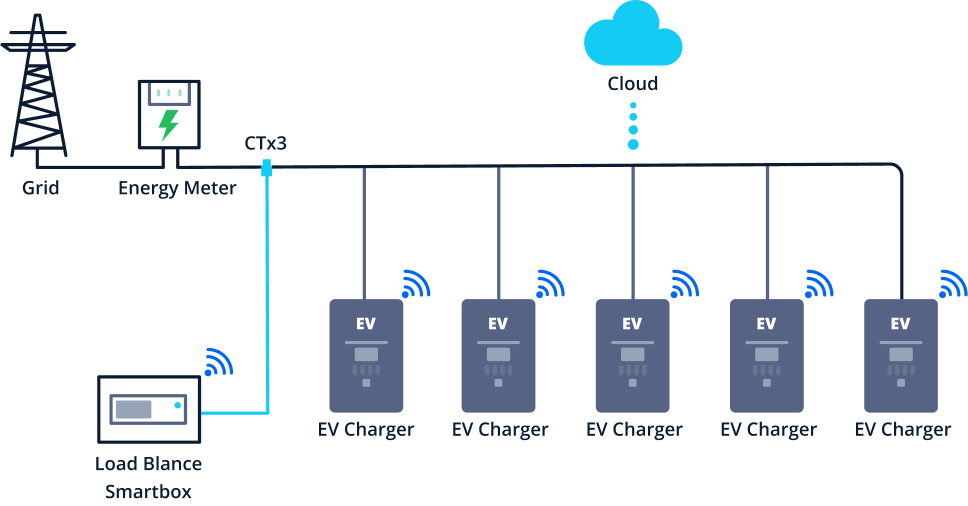 Cloud
CTx3
Grid
Energy Meter
EV
EV
EV
EV
EV
EV Charger
EV Charger
EV Charger
EV Charger
EV Charger
Load Blance
Smartbox